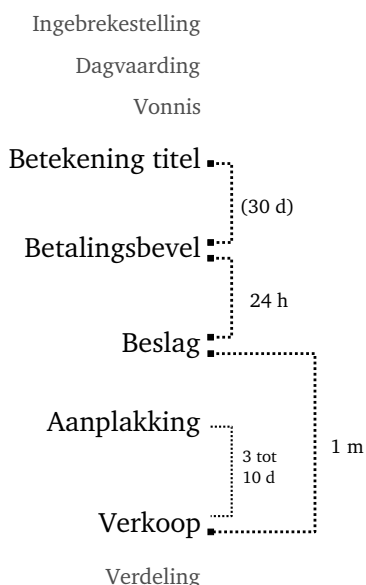 Ingebrekestelling
Dagvaarding
Vonnis
Betekening titel
(30 d)
Betalingsbevel
24 h
Beslag
Aanplakking
3 tot
10 d
1 m
Verkoop
Verdeling